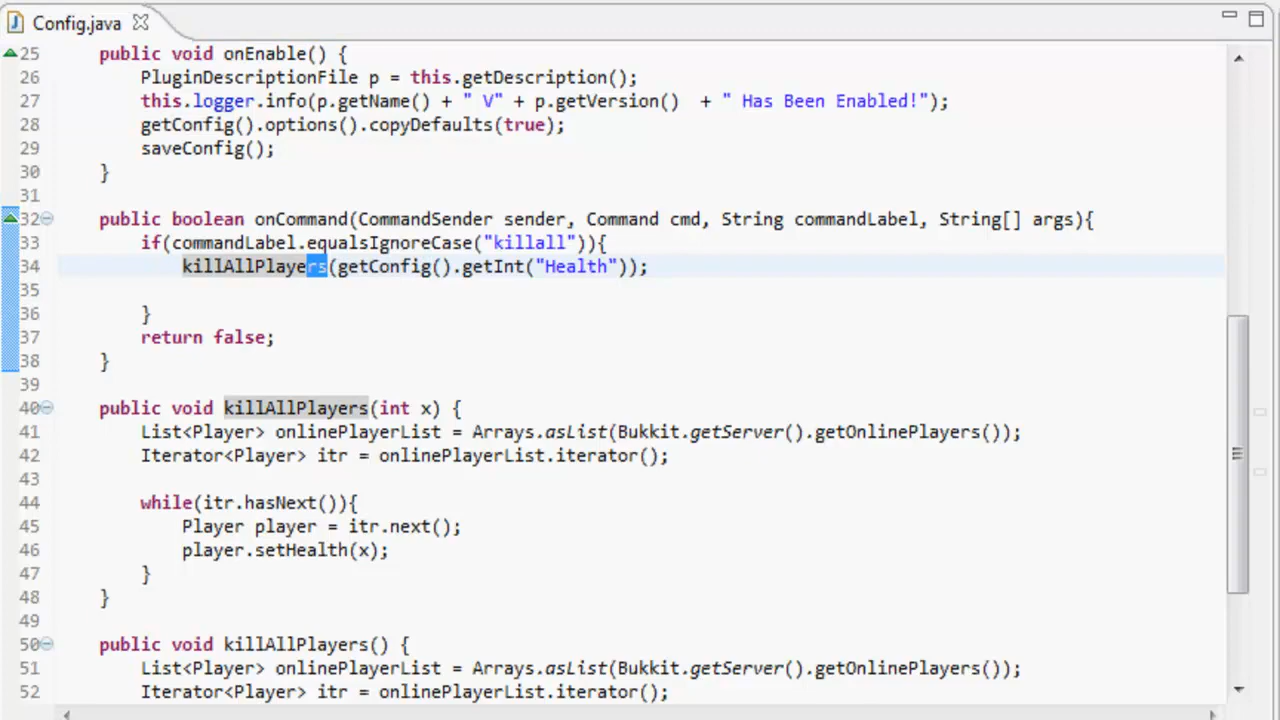 Config.java
25 public void onEnable() {
26 PluginDescriptionFile p = this.getDescription();
27 this.logger.info(p.getName() + " V" + p.getVersion()  + " Has Been Enabled!");
28 getConfig().options().copyDefaults(true);
29 saveConfig();
30 }
31
32 public boolean onCommand(CommandSender sender, Command cmd, String commandLabel, String[] args){
33 if(commandLabel.equalsIgnoreCase("killall")){
34 killAllPlayers(getConfig().getInt("Health"));
35
36 }
37 return false;
38 }
39
40 public void killAllPlayers(int x) {
41 List<Player> onlinePlayerList = Arrays.asList(Bukkit.getServer().getOnlinePlayers());
42 Iterator<Player> itr = onlinePlayerList.iterator();
43
44 while(itr.hasNext()){
45 Player player = itr.next();
46 player.setHealth(x);
47 }
48 }
49
50 public void killAllPlayers() {
51 List<Player> onlinePlayerList = Arrays.asList(Bukkit.getServer().getOnlinePlayers());
52 Iterator<Player> itr = onlinePlayerList.iterator();